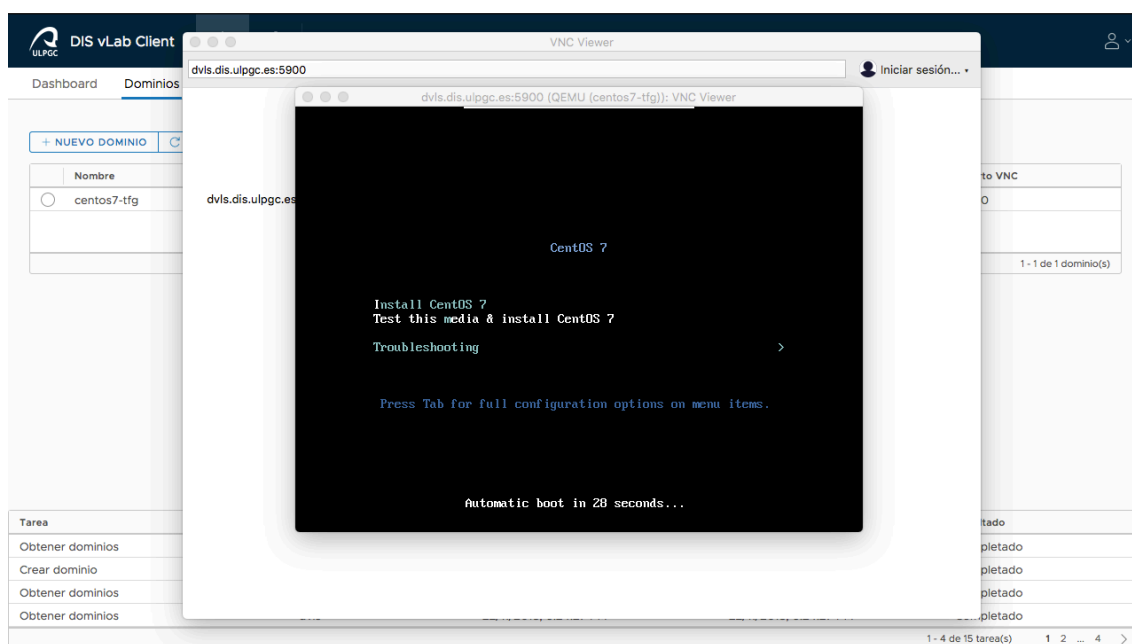 ULPGC
DIS vLab Client
VNC Viewer
dvls.dis.ulpgc.es:5900
Iniciar sesión...
Dashboard
Dominios
dvls.dis.ulpgc.es:5900 (QEMU (centos7-tfg)): VNC Viewer
+ NUEVO DOMINIO
Nombre
to VNC
centos7-tfg
dvls.dis.ulpgc.es
0
CentOS 7
1 - 1 de 1 dominio(s)
Install CentOS 7
Test this media & install CentOS 7
Troubleshooting >
Press Tab for full configuration options on menu items.
Automatic boot in 28 seconds...
Tarea
tado
Obtener dominios
pletado
Crear dominio
pletado
Obtener dominios
pletado
Obtener dominios
pletado
1 - 4 de 15 tarea(s) 1 2 ... 4 >